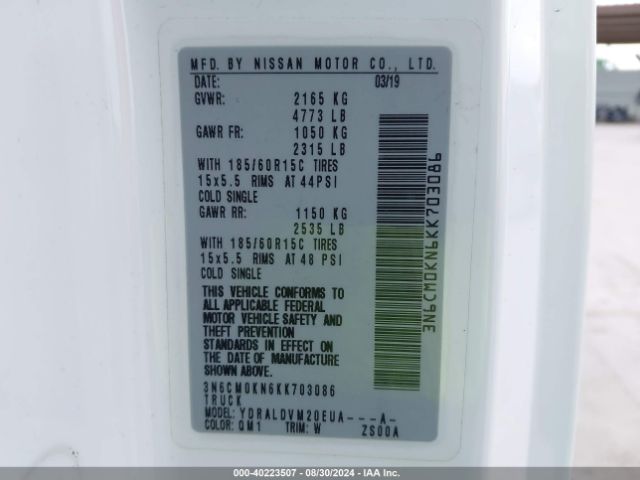 MFD. BY NISSAN MOTOR CO., LTD.
DATE: 03/19
GVWR: 2165 KG
4773 LB
GAWR FR: 1050 KG
2315 LB
WITH 185/60R15C TIRES
15x5.5 RIMS AT 44PSI
COLD SINGLE
GAWR RR: 1150 KG
2535 LB
WITH 185/60R15C TIRES
15x5.5 RIMS AT 48 PSI
COLD SINGLE
THIS VEHICLE CONFORMS TO
ALL APPLICABLE FEDERAL
MOTOR VEHICLE SAFETY AND
THEFT PREVENTION
STANDARDS IN EFFECT ON
THE DATE OF MANUFACTURE
SHOWN ABOVE.
3N6CM0KN6KK703086
TRUCK
MODEL: YDRALDVM20EUA---A-
COLOR: QM1 TRIM: W ZS00A
3N6CM0KN6KK703086
000-40223507 - 08/30/2024 - IAA Inc.